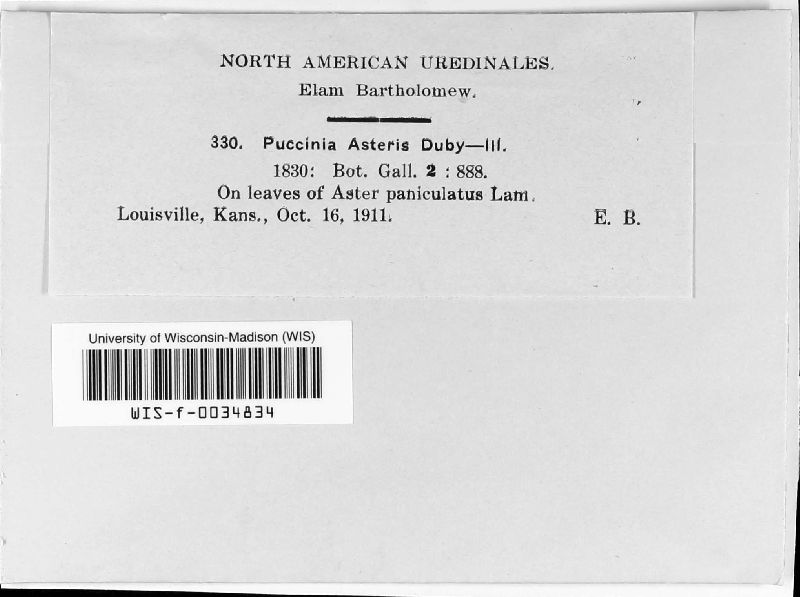 NORTH AMERICAN UREDINALES.
Elam Bartholomew.
330. Puccinia Asteris Duby—III.
1830: Bot. Gall. 2 : 888.
On leaves of Aster paniculatus Lam.
Louisville, Kans., Oct. 16, 1911. E. B.
University of Wisconsin-Madison (WIS)
WIS-f-0034834